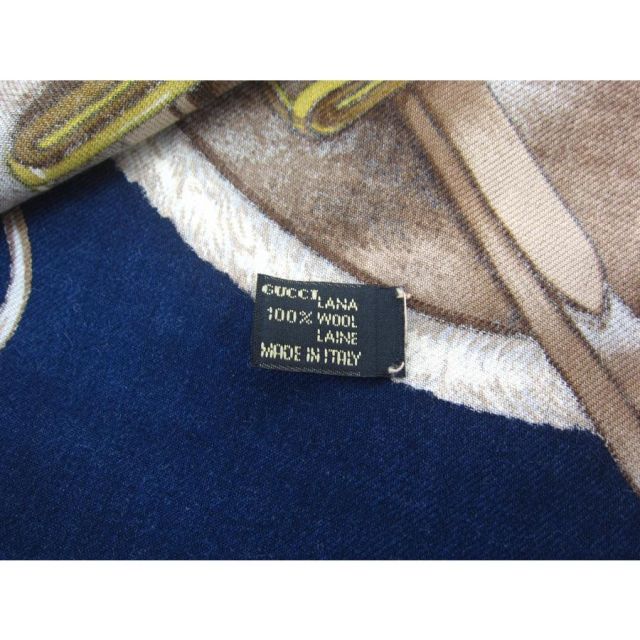 GUCCI LANA
100% WOOL
LAINE
MADE IN ITALY